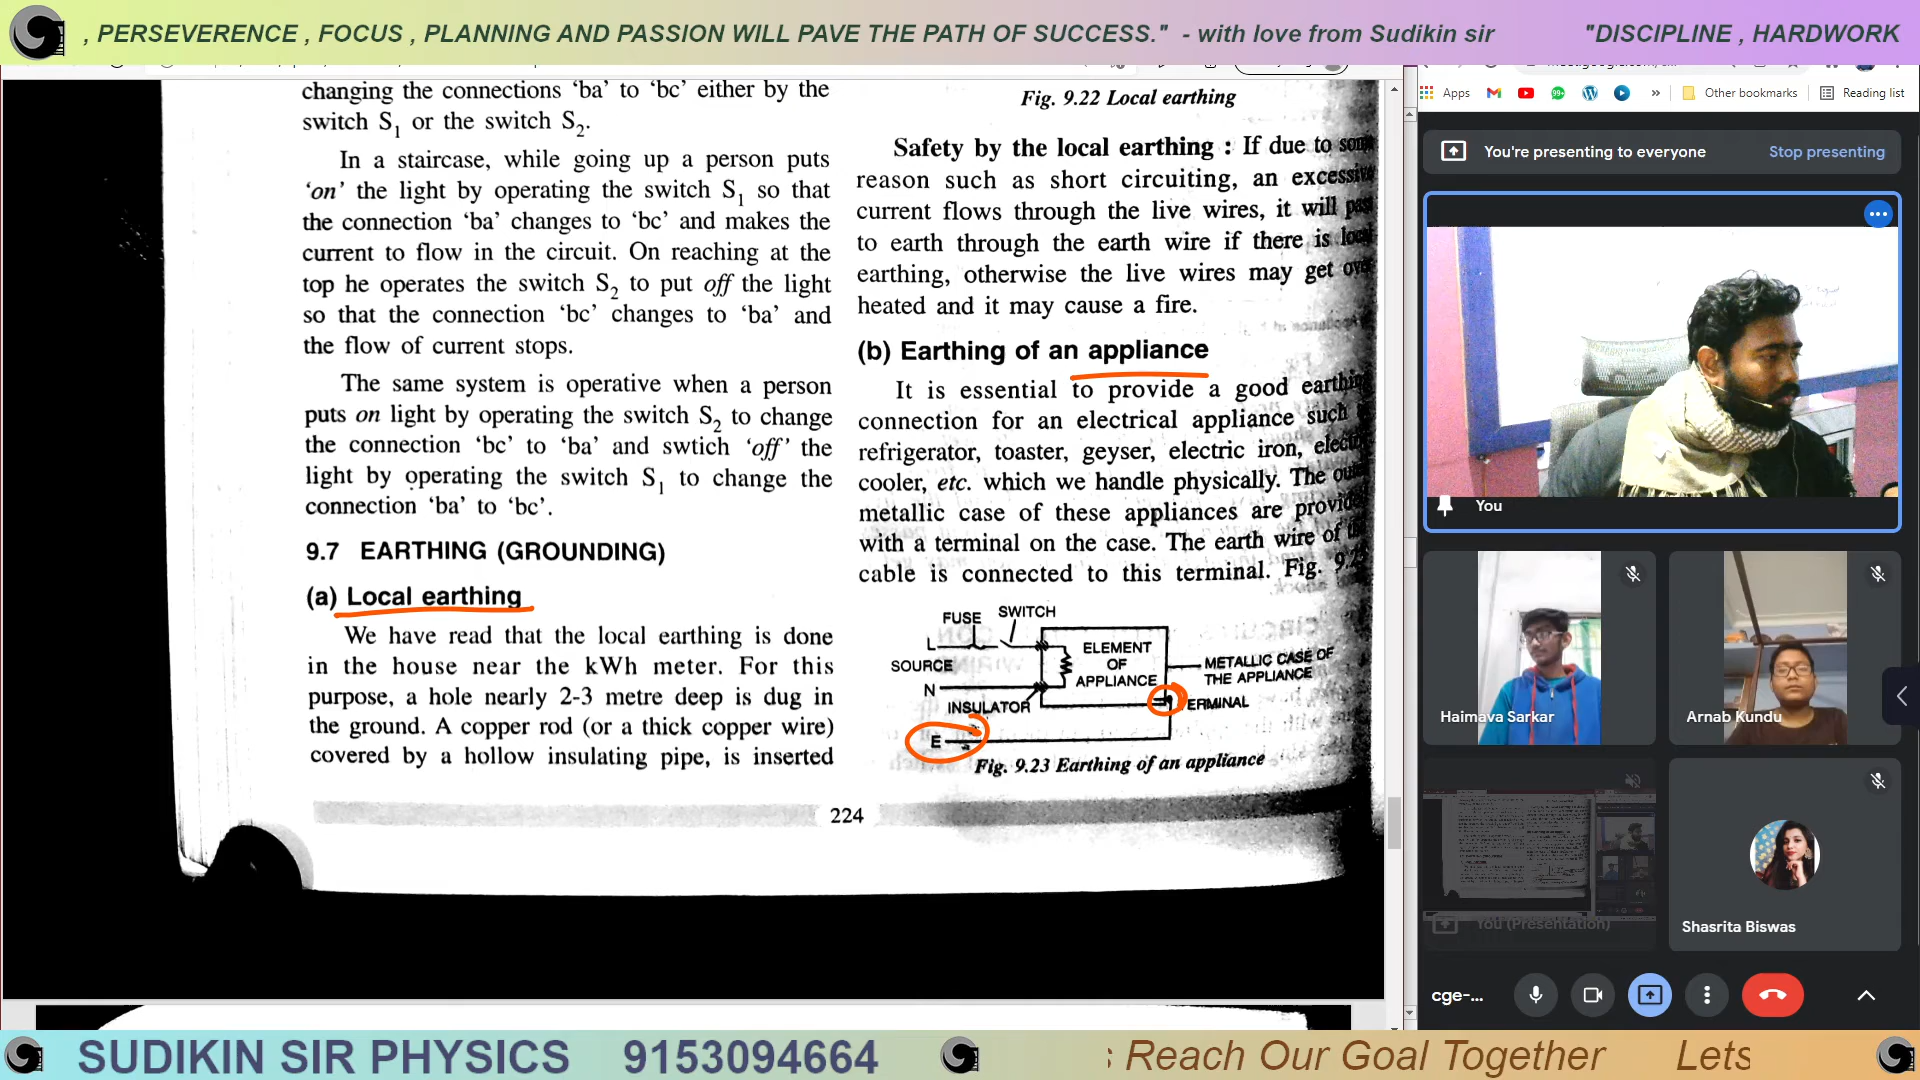 , PERSEVERENCE , FOCUS , PLANNING AND PASSION WILL PAVE THE PATH OF SUCCESS." - with love from Sudikin sir "DISCIPLINE , HARDWORK
changing the connections ‘ba’ to ‘bc’ either by the
switch S1 or the switch S2.
In a staircase, while going up a person puts
‘on’ the light by operating the switch S1 so that
the connection ‘ba’ changes to ‘bc’ and makes the
current to flow in the circuit. On reaching at the
top he operates the switch S2 to put off the light
so that the connection ‘bc’ changes to ‘ba’ and
the flow of current stops.
The same system is operative when a person
puts on light by operating the switch S2 to change
the connection ‘bc’ to ‘ba’ and swtich ‘off’ the
light by operating the switch S1 to change the
connection ‘ba’ to ‘bc’.
9.7 EARTHING (GROUNDING)
(a) Local earthing
We have read that the local earthing is done
in the house near the kWh meter. For this
purpose, a hole nearly 2-3 metre deep is dug in
the ground. A copper rod (or a thick copper wire)
covered by a hollow insulating pipe, is inserted
Fig. 9.22 Local earthing
Safety by the local earthing : If due to some
reason such as short circuiting, an excessive
current flows through the live wires, it will pass
to earth through the earth wire if there is local
earthing, otherwise the live wires may get over
heated and it may cause a fire.
(b) Earthing of an appliance
It is essential to provide a good earthing
connection for an electrical appliance such
refrigerator, toaster, geyser, electric iron,
cooler, etc. which we handle physically. The
metallic case of these appliances are
with a terminal on the case. The earth wire of
cable is connected to this terminal. Fig.
FUSE SWITCH
L
SOURCE
N
INSULATOR
ELEMENT
OF
APPLIANCE
METALLIC CASE OF
THE APPLIANCE
ERMINAL
E
Fig. 9.23 Earthing of an appliance
224
Apps
99+
»
Other bookmarks
Reading list
You're presenting to everyone
Stop presenting
You
Haimava Sarkar
Arnab Kundu
You (Presentation)
Shasrita Biswas
cge-...
SUDIKIN SIR PHYSICS 9153094664 Reach Our Goal Together Lets